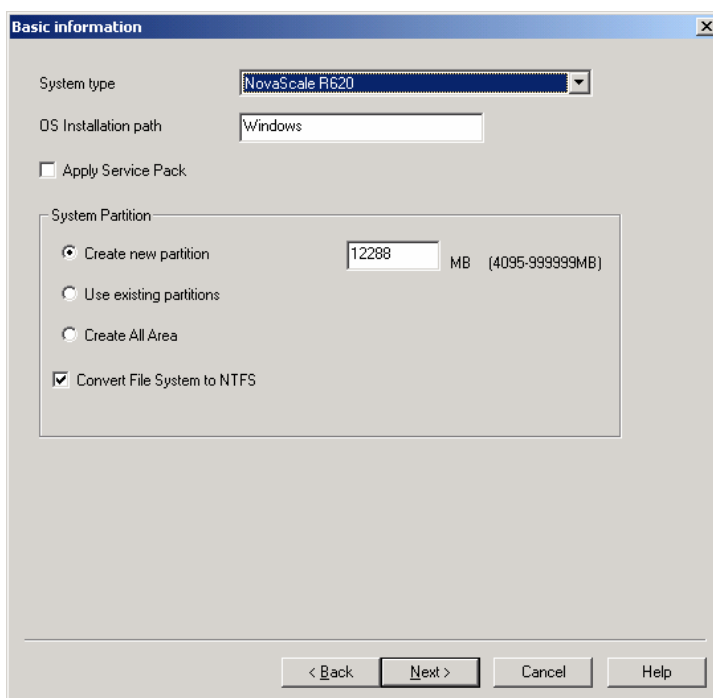 Basic information
System type NovaScale R620
OS Installation path Windows
Apply Service Pack
System Partition
Create new partition 12288 MB (4095-999999MB)
Use existing partitions
Create All Area
Convert File System to NTFS
< Back Next > Cancel Help